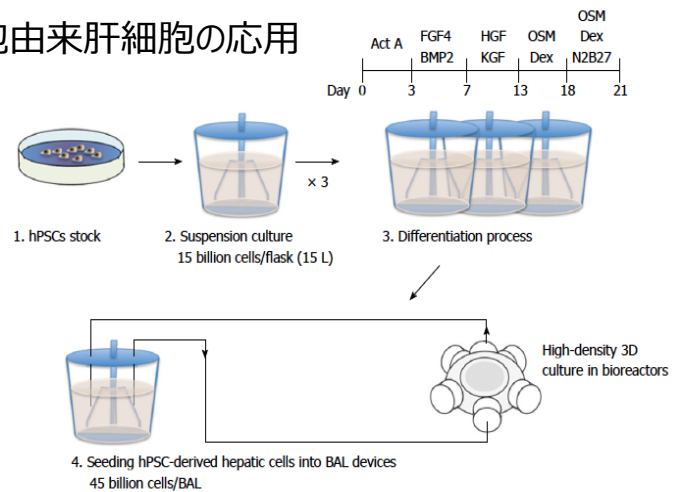 胞由来肝細胞の応用
Act A
FGF4
BMP2
HGF
KGF
OSM
Dex
OSM
Dex
N2B27
Day 0 3 7 13 18 21
× 3
1. hPSCs stock
2. Suspension culture
15 billion cells/flask (15 L)
3. Differentiation process
High-density 3D
culture in bioreactors
4. Seeding hPSC-derived hepatic cells into BAL devices
45 billion cells/BAL